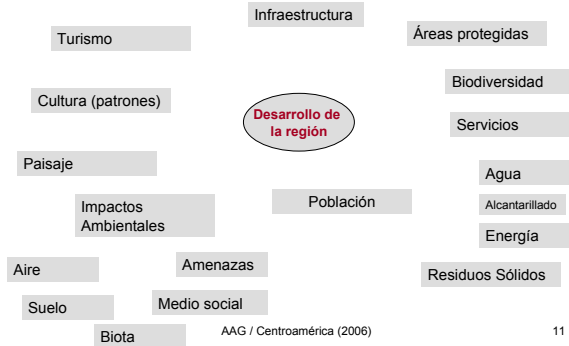 Infraestructura
Turismo
Áreas protegidas
Biodiversidad
Cultura (patrones)
Desarrollo de
la región
Servicios
Paisaje
Agua
Impactos
Ambientales
Población
Alcantarillado
Energía
Aire
Amenazas
Residuos Sólidos
Suelo
Medio social
Biota
AAG / Centroamérica (2006)
11